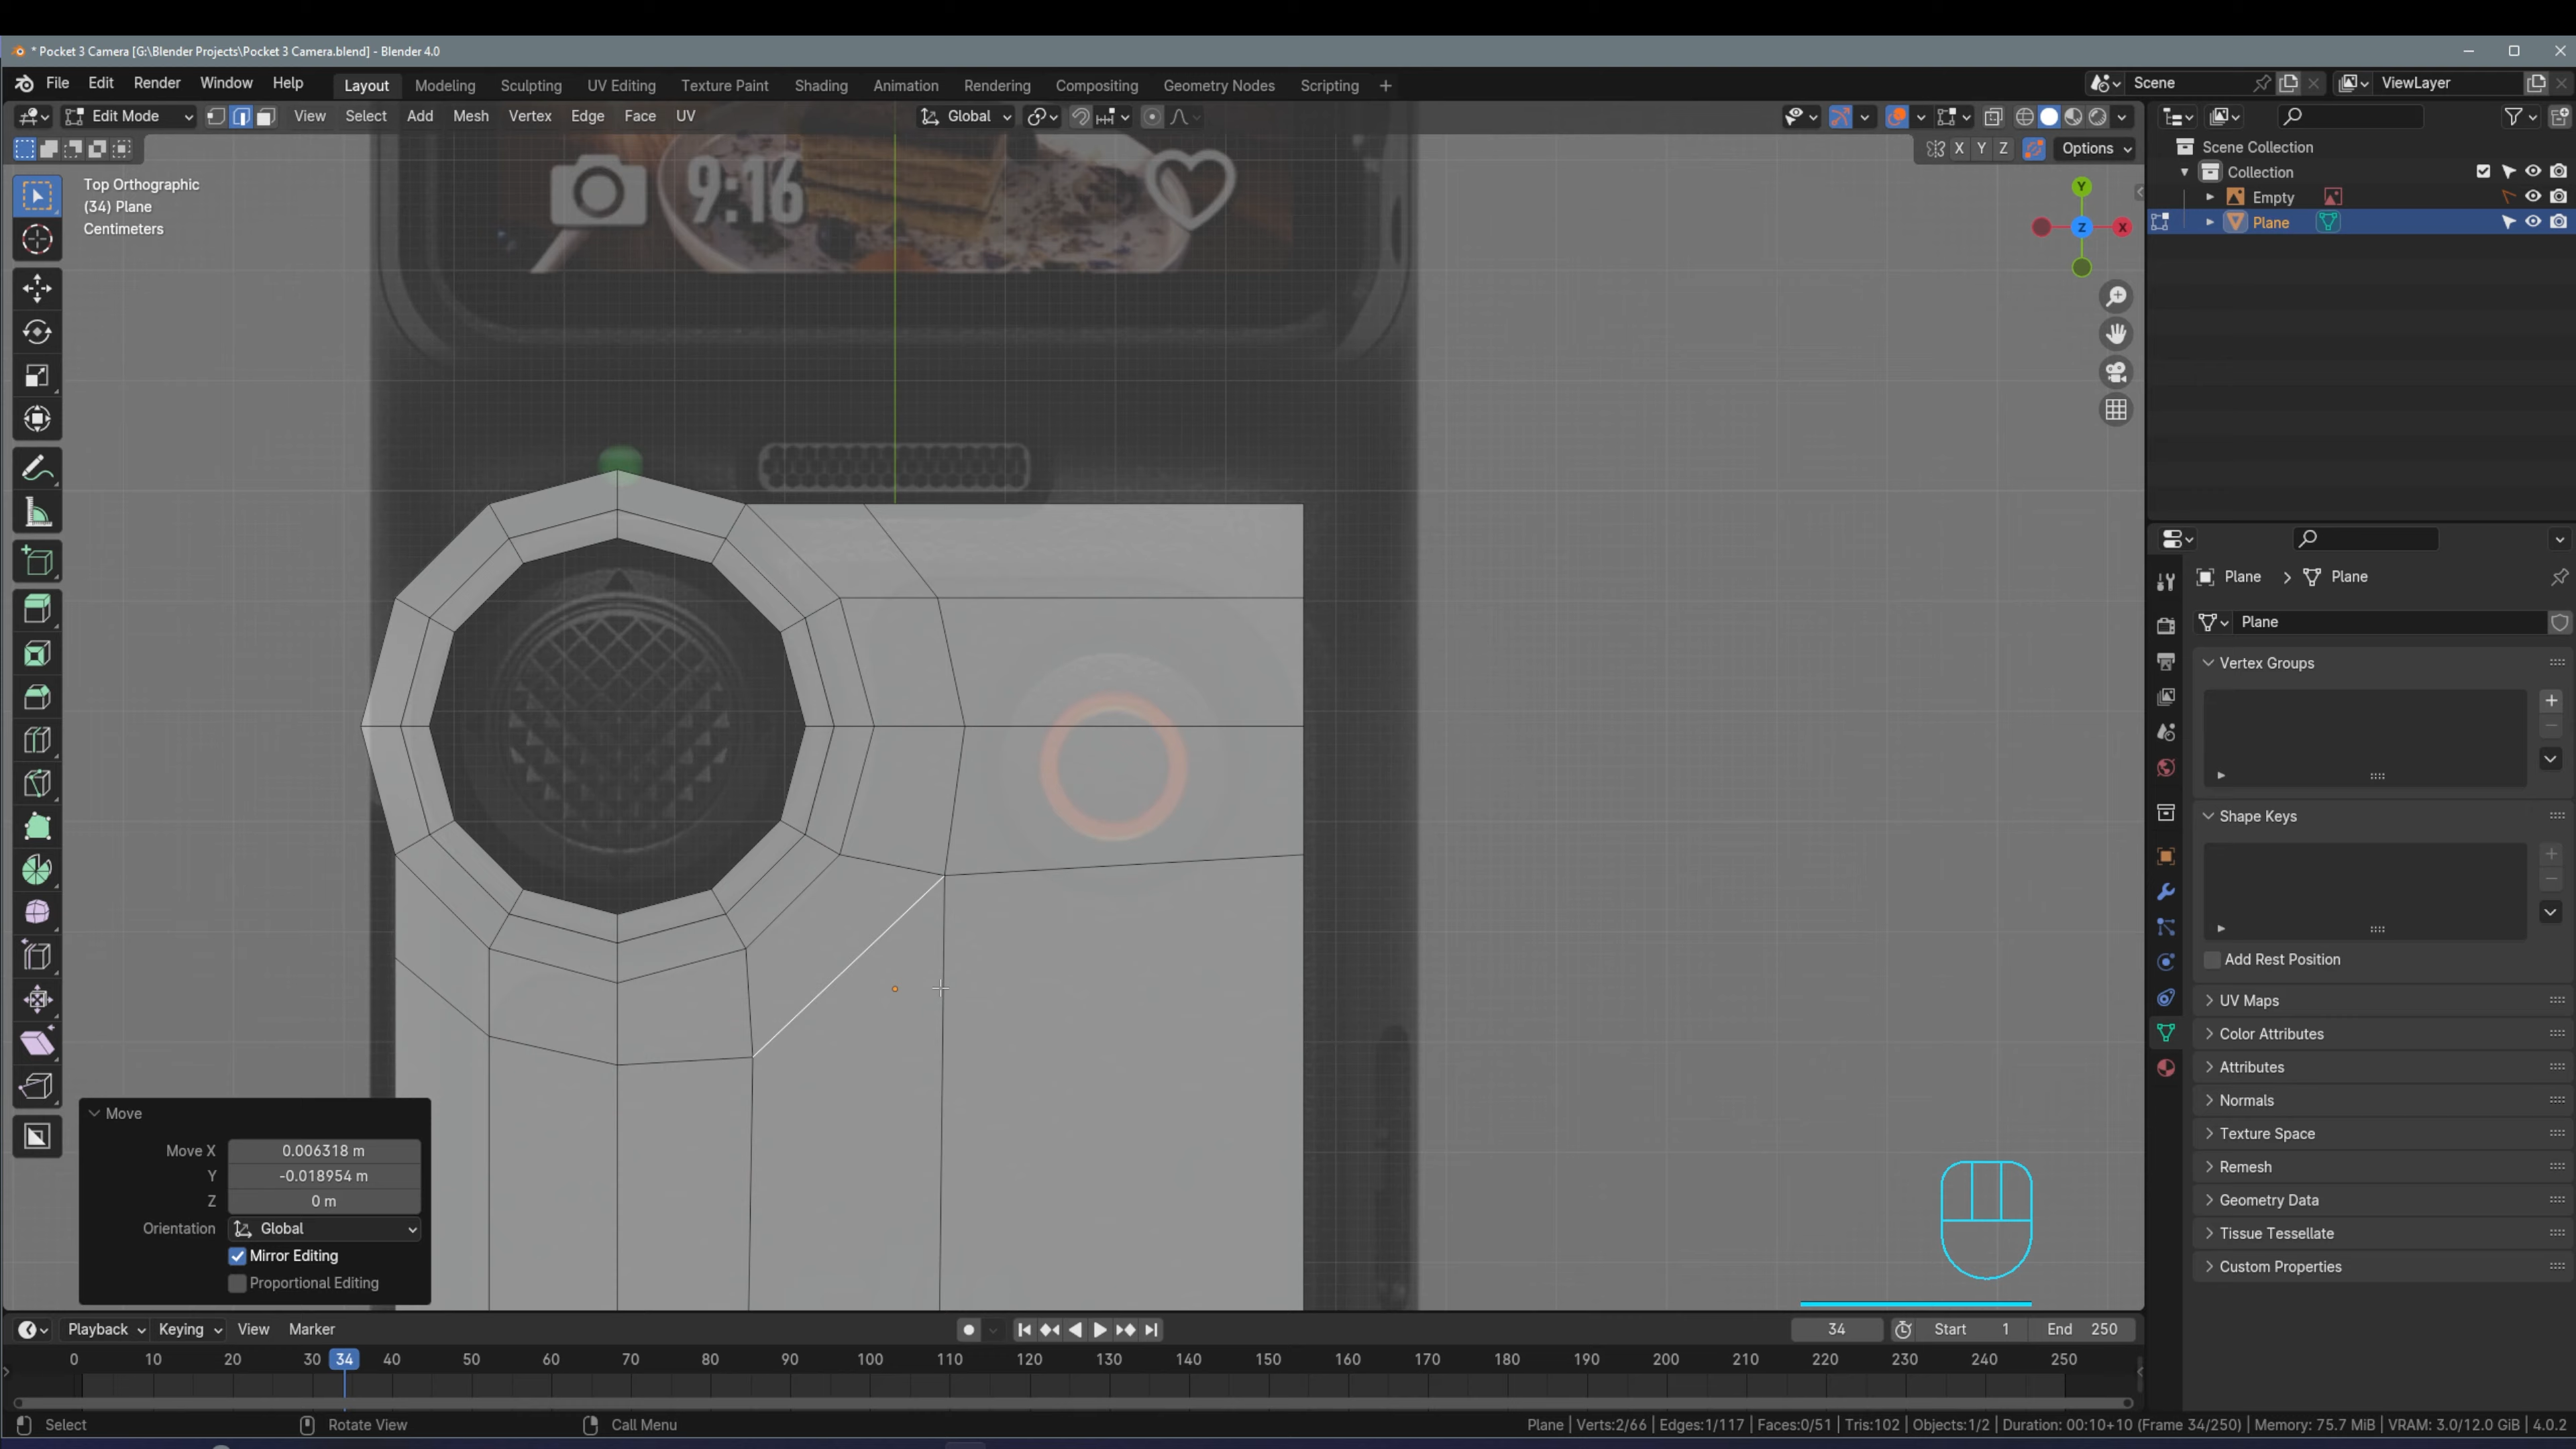 * Pocket 3 Camera [G:\Blender Projects\Pocket 3 Camera.blend] - Blender 4.0
File Edit Render Window Help Layout Modeling Sculpting UV Editing Texture Paint Shading Animation Rendering Compositing Geometry Nodes Scripting + Scene ViewLayer
Edit Mode View Select Add Mesh Vertex Edge Face UV Global
X Y Z Options
Top Orthographic
(34) Plane
Centimeters
9:16
Y
Z X
Scene Collection
Collection
Empty
Plane
Plane > Plane
Plane
Vertex Groups
Shape Keys
Add Rest Position
UV Maps
Color Attributes
Attributes
Normals
Texture Space
Remesh
Geometry Data
Tissue Tessellate
Custom Properties
Move
Move X 0.006318 m
Y -0.018954 m
Z 0 m
Orientation Global
Mirror Editing
Proportional Editing
Playback Keying View Marker 34 Start 1 End 250
0 10 20 30 34 40 50 60 70 80 90 100 110 120 130 140 150 160 170 180 190 200 210 220 230 240 250
Select Rotate View Call Menu Plane | Verts:2/66 | Edges:1/117 | Faces:0/51 | Tris:102 | Objects:1/2 | Duration: 00:10+10 (Frame 34/250) | Memory: 75.7 MiB | VRAM: 3.0/12.0 GiB | 4.0.2